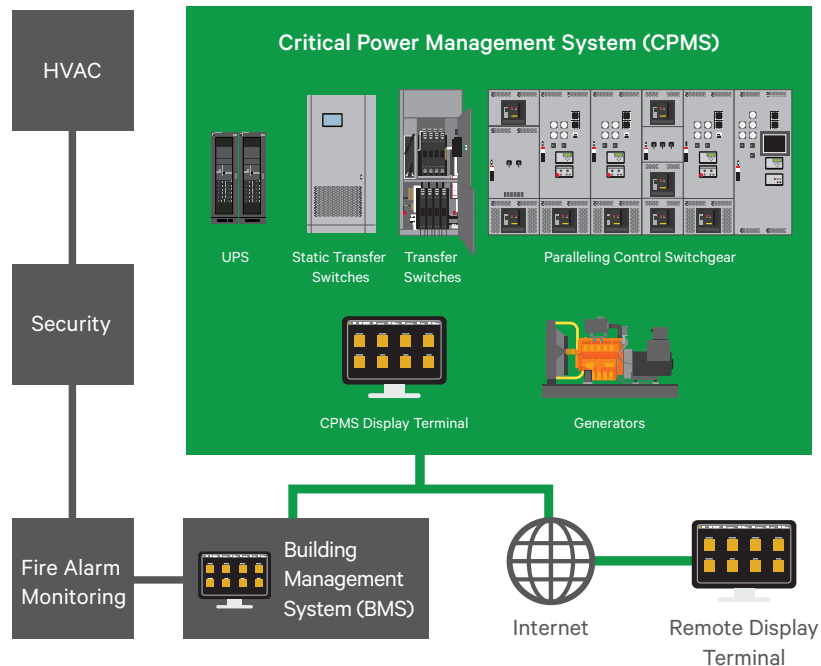 Critical Power Management System (CPMS)
HVAC
UPS
Static Transfer
Switches
Transfer
Switches
Paralleling Control Switchgear
Security
CPMS Display Terminal
Generators
Fire Alarm
Monitoring
Building
Management
System (BMS)
Internet
Remote Display
Terminal